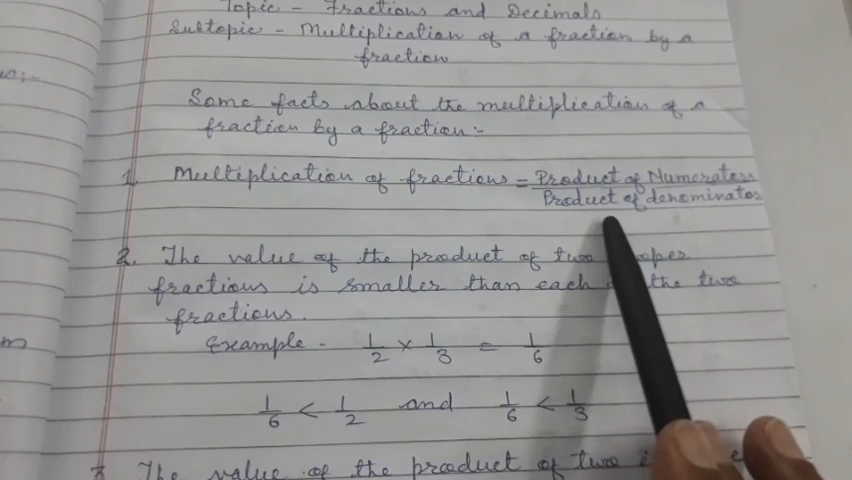 Topic - Fractions and Decimals
Subtopic - Multiplication of a fraction by a
fraction
Some facts about the multiplication of a
fraction by a fraction:-
1. Multiplication of fractions = Product of Numerators
Product of denominator
2. The value of the product of two
fractions is smaller than each the two
fractions.
Example - 1/2 × 1/3 = 1/6
1/6 < 1/2 and 1/6 < 1/3
3. The value of the product of two